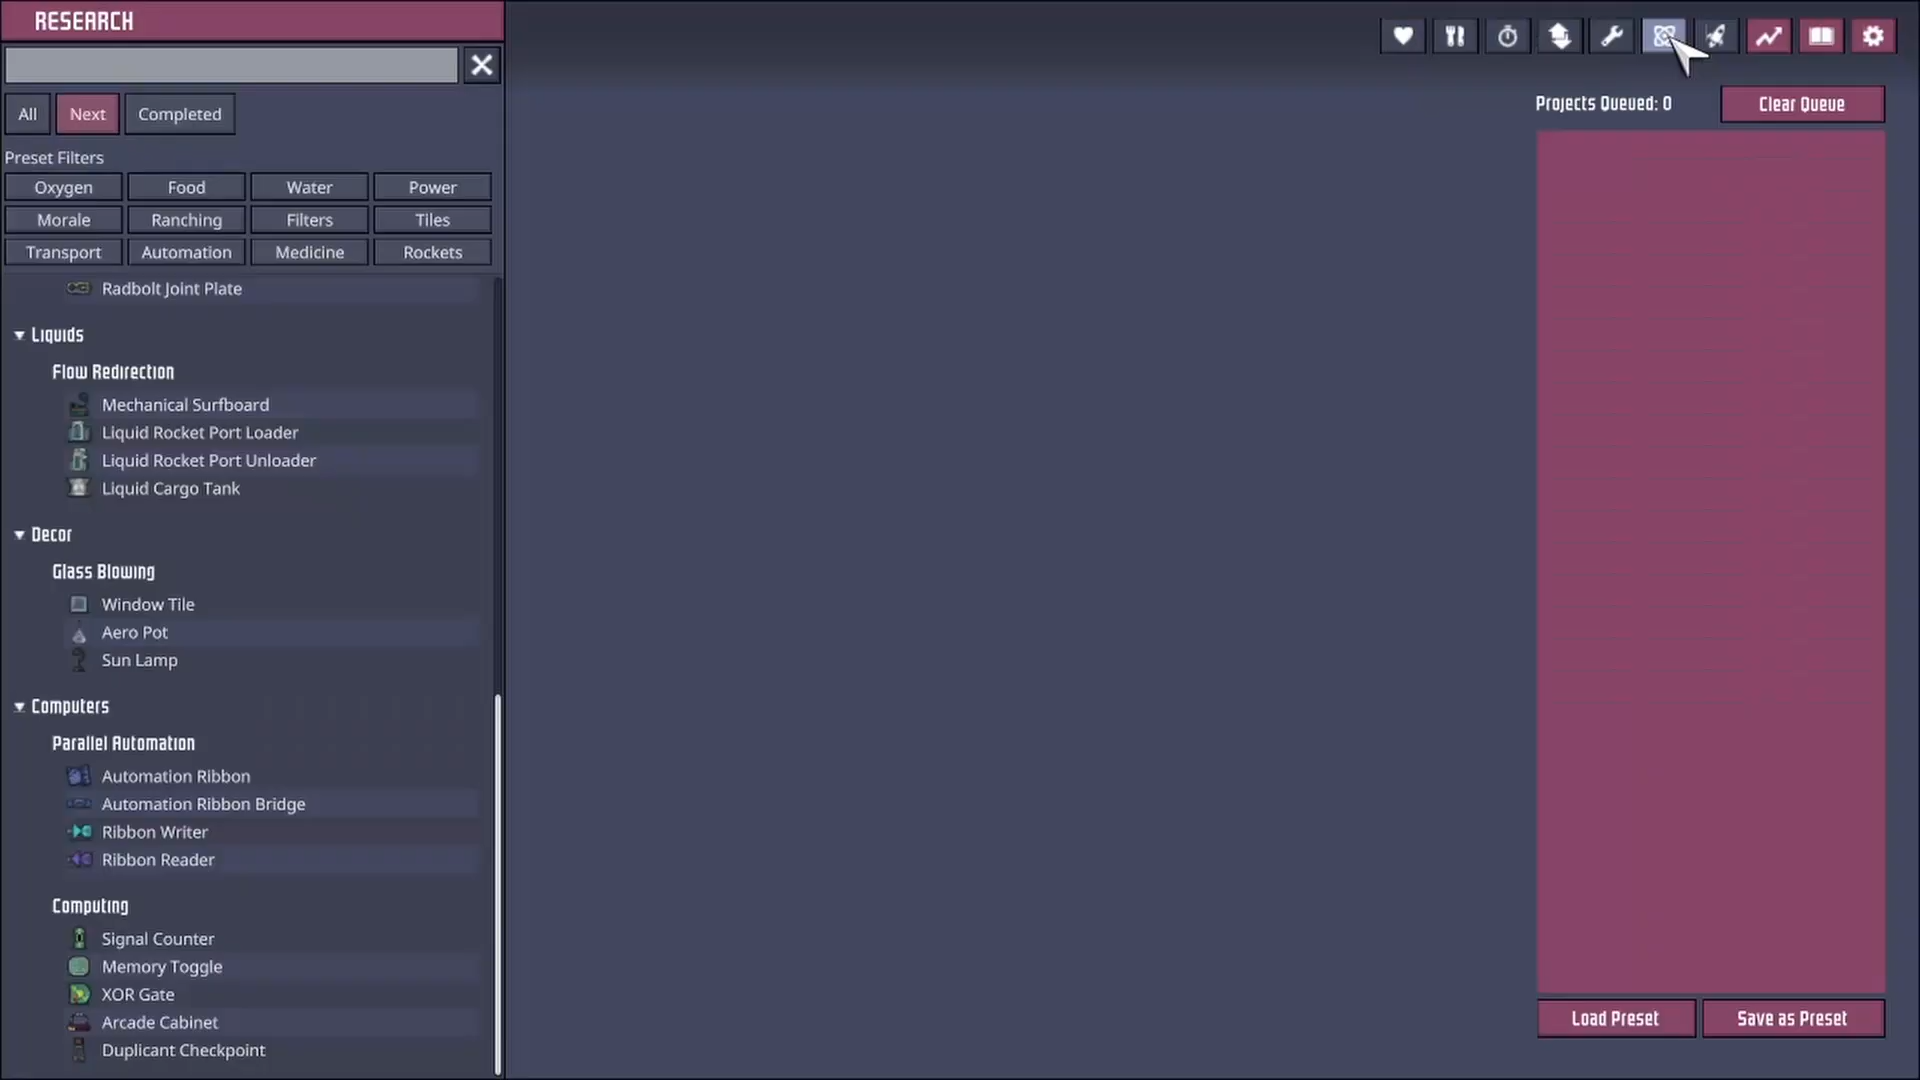 RESEARCH
All Next Completed
Preset Filters
Oxygen Food Water Power
Morale Ranching Filters Tiles
Transport Automation Medicine Rockets
Radbolt Joint Plate
Liquids
Flow Redirection
Mechanical Surfboard
Liquid Rocket Port Loader
Liquid Rocket Port Unloader
Liquid Cargo Tank
Decor
Glass Blowing
Window Tile
Aero Pot
Sun Lamp
Computers
Parallel Automation
Automation Ribbon
Automation Ribbon Bridge
Ribbon Writer
Ribbon Reader
Computing
Signal Counter
Memory Toggle
XOR Gate
Arcade Cabinet
Duplicant Checkpoint
Projects Queued: 0
Clear Queue
Load Preset
Save as Preset